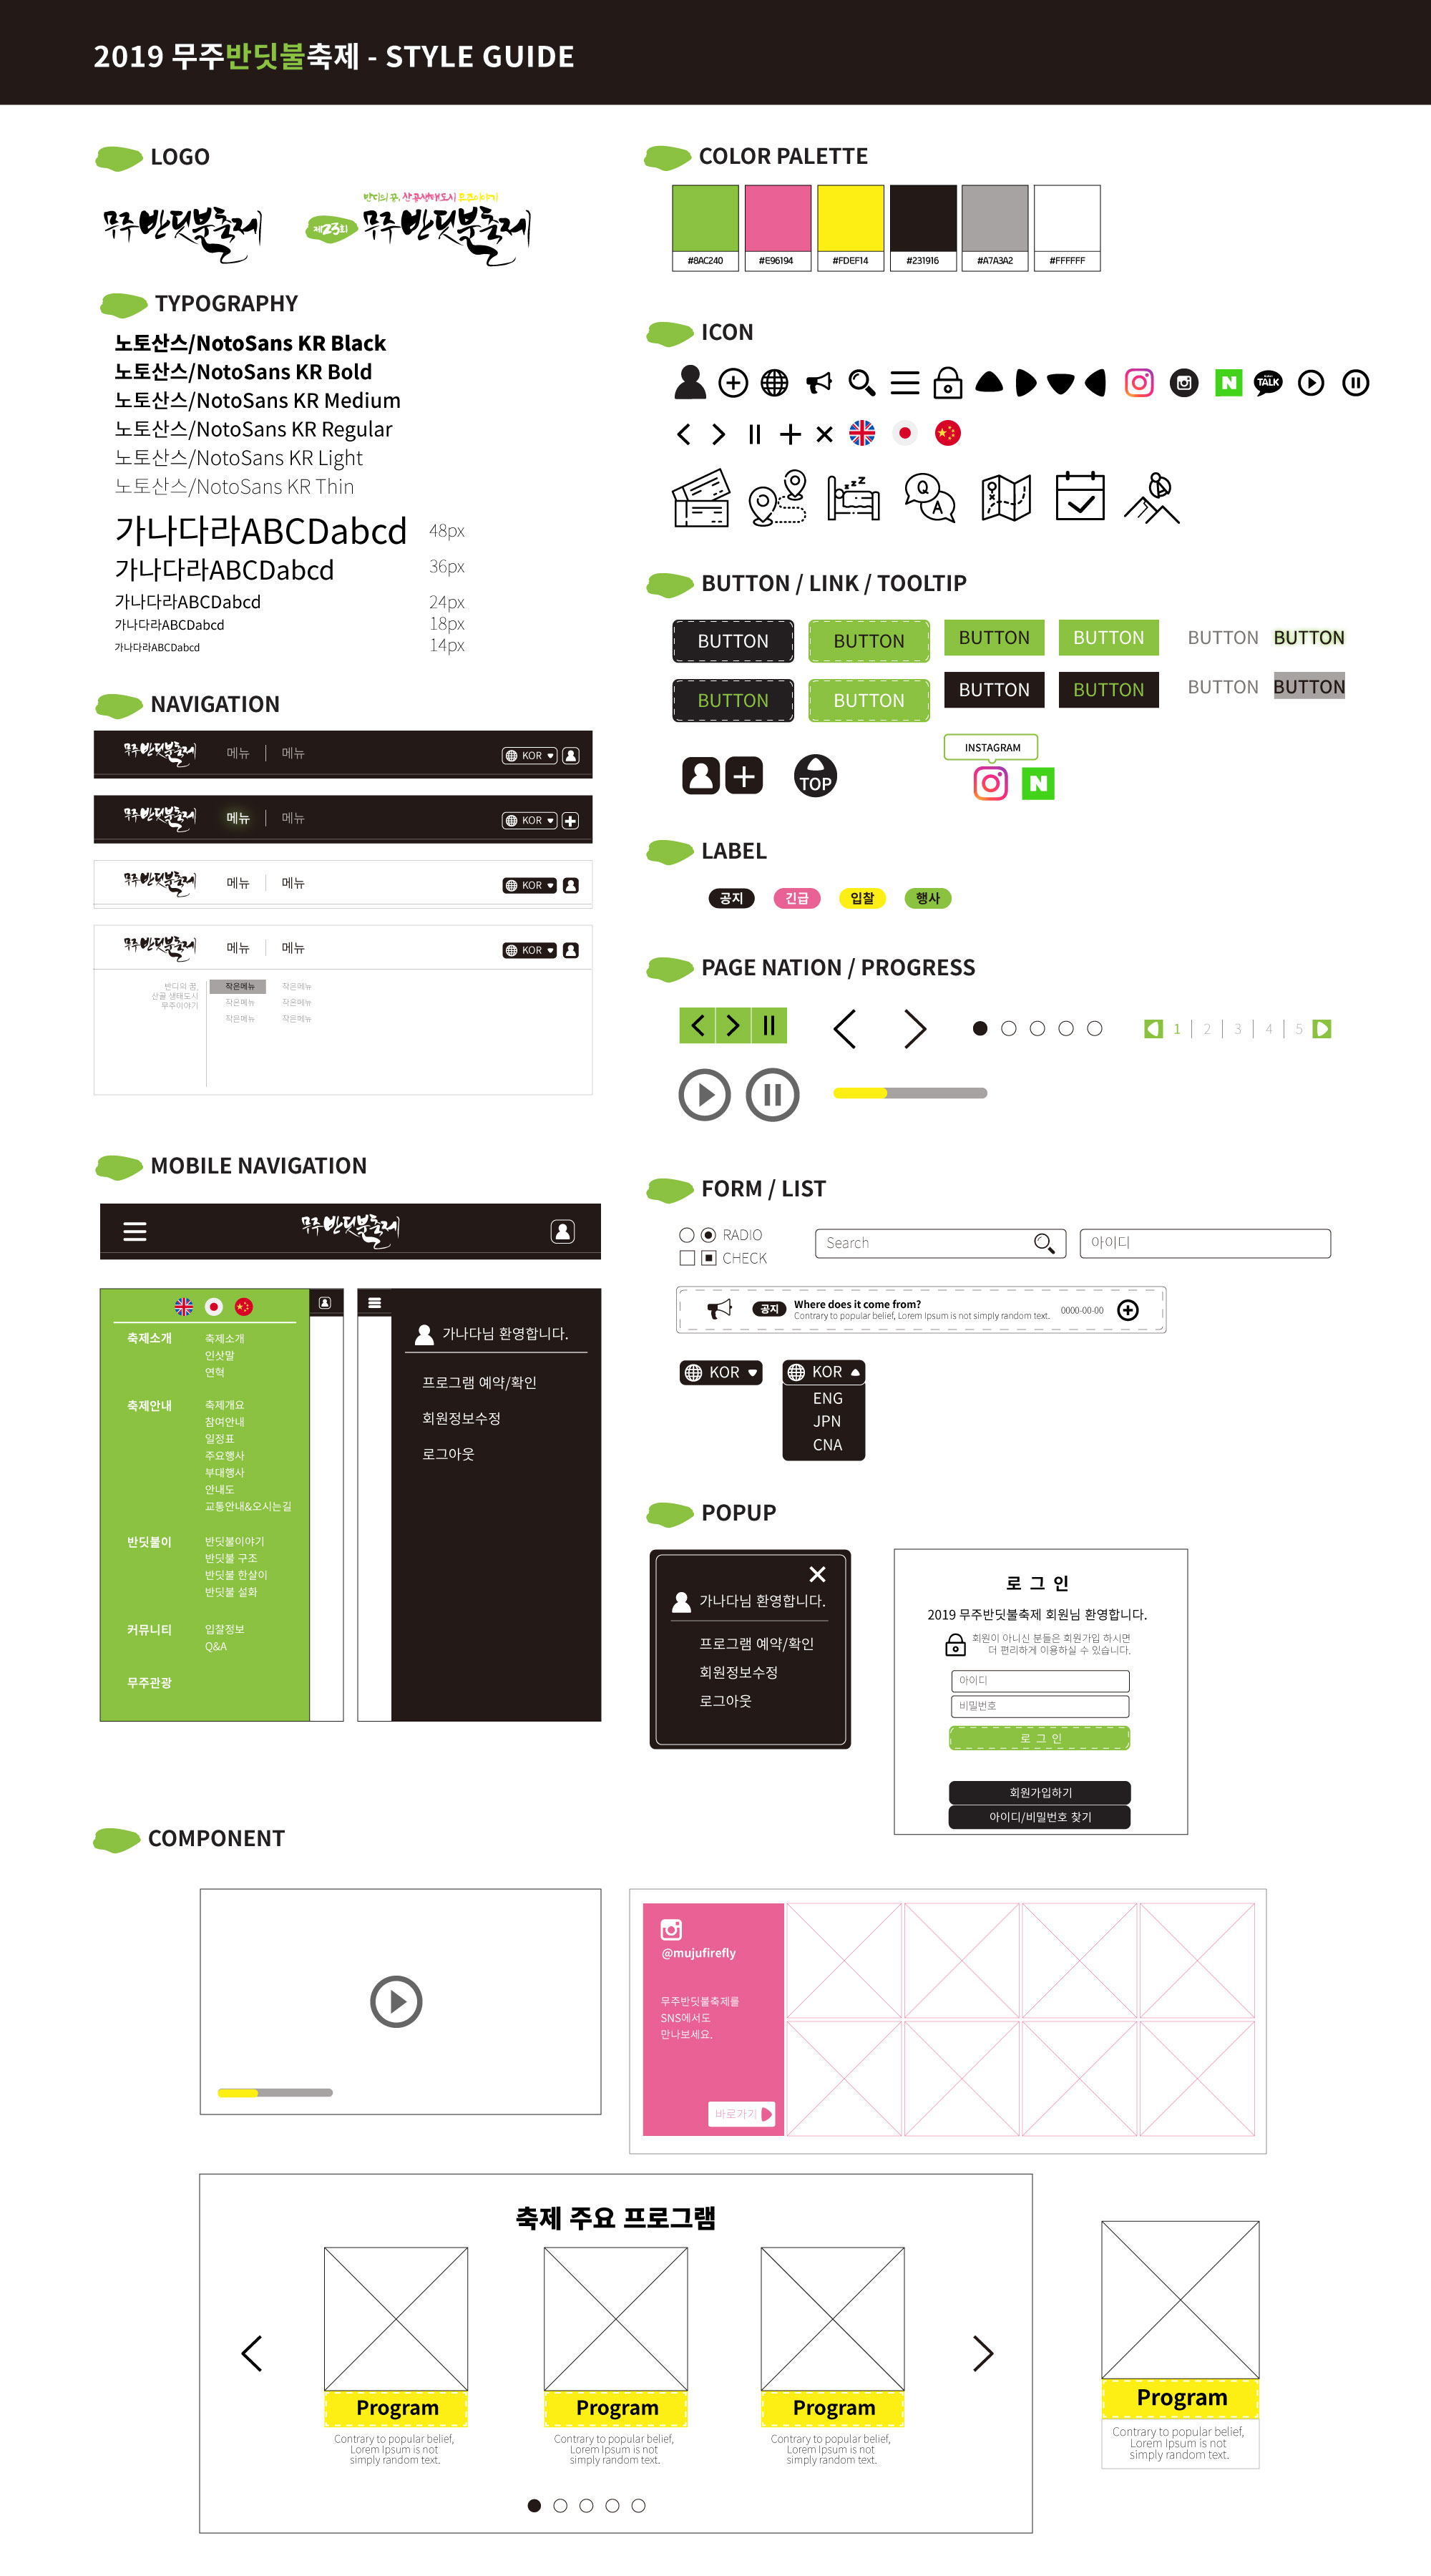 2019 무주반딧불축제 - STYLE GUIDE
LOGO
무주 반딧불축제
반디의 꿈, 산골생태도시 무주이야기
제23회 무주 반딧불축제
TYPOGRAPHY
노토산스/NotoSans KR Black
노토산스/NotoSans KR Bold
노토산스/NotoSans KR Medium
노토산스/NotoSans KR Regular
노토산스/NotoSans KR Light
노토산스/NotoSans KR Thin
가나다라ABCDabcd 48px
가나다라ABCDabcd 36px
가나다라ABCDabcd 24px
가나다라ABCDabcd 18px
가나다라ABCDabcd 14px
NAVIGATION
무주 반딧불축제 메뉴 메뉴 KOR
무주 반딧불축제 메뉴 메뉴 KOR
무주 반딧불축제 메뉴 메뉴 KOR
무주 반딧불축제 메뉴 메뉴 KOR
반디의 꿈,
산골 생태도시
무주이야기
작은메뉴 작은메뉴
작은메뉴 작은메뉴
작은메뉴 작은메뉴
MOBILE NAVIGATION
무주 반딧불축제
축제소개 축제소개
인삿말
연혁
축제안내 축제개요
참여안내
일정표
주요행사
부대행사
안내도
교통안내&오시는길
반딧불이 반딧불이야기
반딧불 구조
반딧불 한살이
반딧불 설화
커뮤니티 입찰정보
Q&A
무주관광
가나다님 환영합니다.
프로그램 예약/확인
회원정보수정
로그아웃
COLOR PALETTE
#8AC240 #E96194 #FDEF14 #231916 #A7A3A2 #FFFFFF
ICON
N TALK
z z Z
Q
A
BUTTON / LINK / TOOLTIP
BUTTON BUTTON BUTTON BUTTON BUTTON BUTTON
BUTTON BUTTON BUTTON BUTTON BUTTON BUTTON
TOP
INSTAGRAM
N
LABEL
공지 긴급 입찰 행사
PAGE NATION / PROGRESS
1 2 3 4 5
FORM / LIST
RADIO
CHECK
Search
아이디
공지
Where does it come from?
Contrary to popular belief, Lorem Ipsum is not simply random text.
0000-00-00
KOR
KOR
ENG
JPN
CNA
POPUP
가나다님 환영합니다.
프로그램 예약/확인
회원정보수정
로그아웃
로 그 인
2019 무주반딧불축제 회원님 환영합니다.
회원이 아니신 분들은 회원가입 하시면
더 편리하게 이용하실 수 있습니다.
아이디
비밀번호
로 그 인
회원가입하기
아이디/비밀번호 찾기
COMPONENT
@mujufirefly
무주반딧불축제를
SNS에서도
만나보세요.
바로가기
축제 주요 프로그램
Program
Contrary to popular belief,
Lorem Ipsum is not
simply random text.
Program
Contrary to popular belief,
Lorem Ipsum is not
simply random text.
Program
Contrary to popular belief,
Lorem Ipsum is not
simply random text.
Program
Contrary to popular belief,
Lorem Ipsum is not
simply random text.